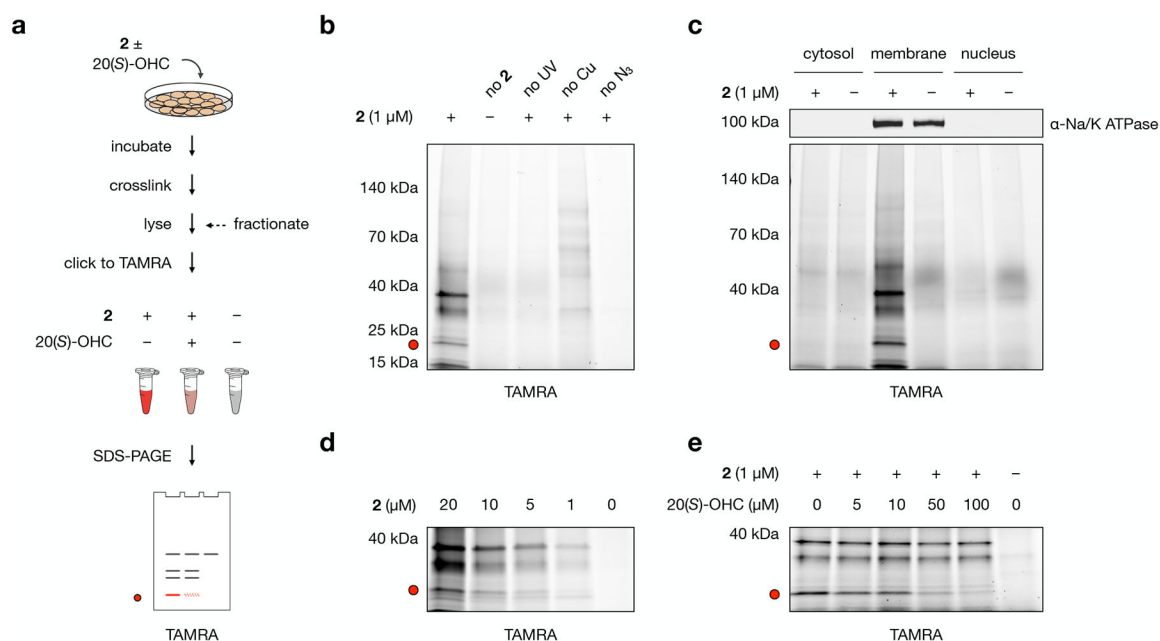 a
2 ±
20(S)-OHC
incubate
crosslink
lyse
fractionate
click to TAMRA
2 + + −
20(S)-OHC − + −
SDS-PAGE
TAMRA
b
no 2 no UV no Cu no N₃
2 (1 µM) + − + + +
140 kDa
70 kDa
40 kDa
25 kDa
15 kDa
TAMRA
c
cytosol membrane nucleus
2 (1 µM) + − + − + −
100 kDa α-Na/K ATPase
140 kDa
70 kDa
40 kDa
TAMRA
d
2 (µM) 20 10 5 1 0
40 kDa
TAMRA
e
2 (1 µM) + + + + + −
20(S)-OHC (µM) 0 5 10 50 100 0
40 kDa
TAMRA